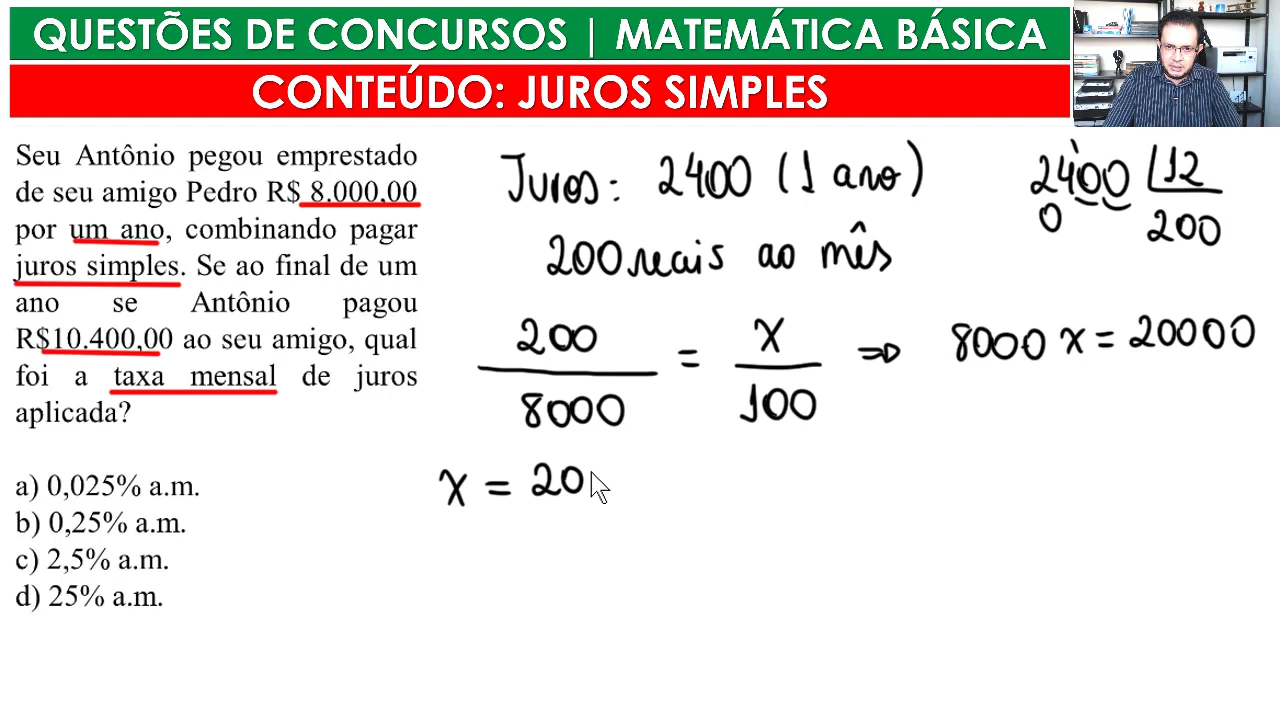 QUESTÕES DE CONCURSOS | MATEMÁTICA BÁSICA
CONTEÚDO: JUROS SIMPLES
Seu Antônio pegou emprestado
de seu amigo Pedro R$ 8.000,00
por um ano, combinando pagar
juros simples. Se ao final de um
ano se Antônio pagou
R$10.400,00 ao seu amigo, qual
foi a taxa mensal de juros
aplicada?
a) 0,025% a.m.
b) 0,25% a.m.
c) 2,5% a.m.
d) 25% a.m.
Juros: 2400 (1 ano)
200 reais ao mês
2400 12
0 200
200 = x ⇒ 8000 x = 20000
8000 100
x = 20